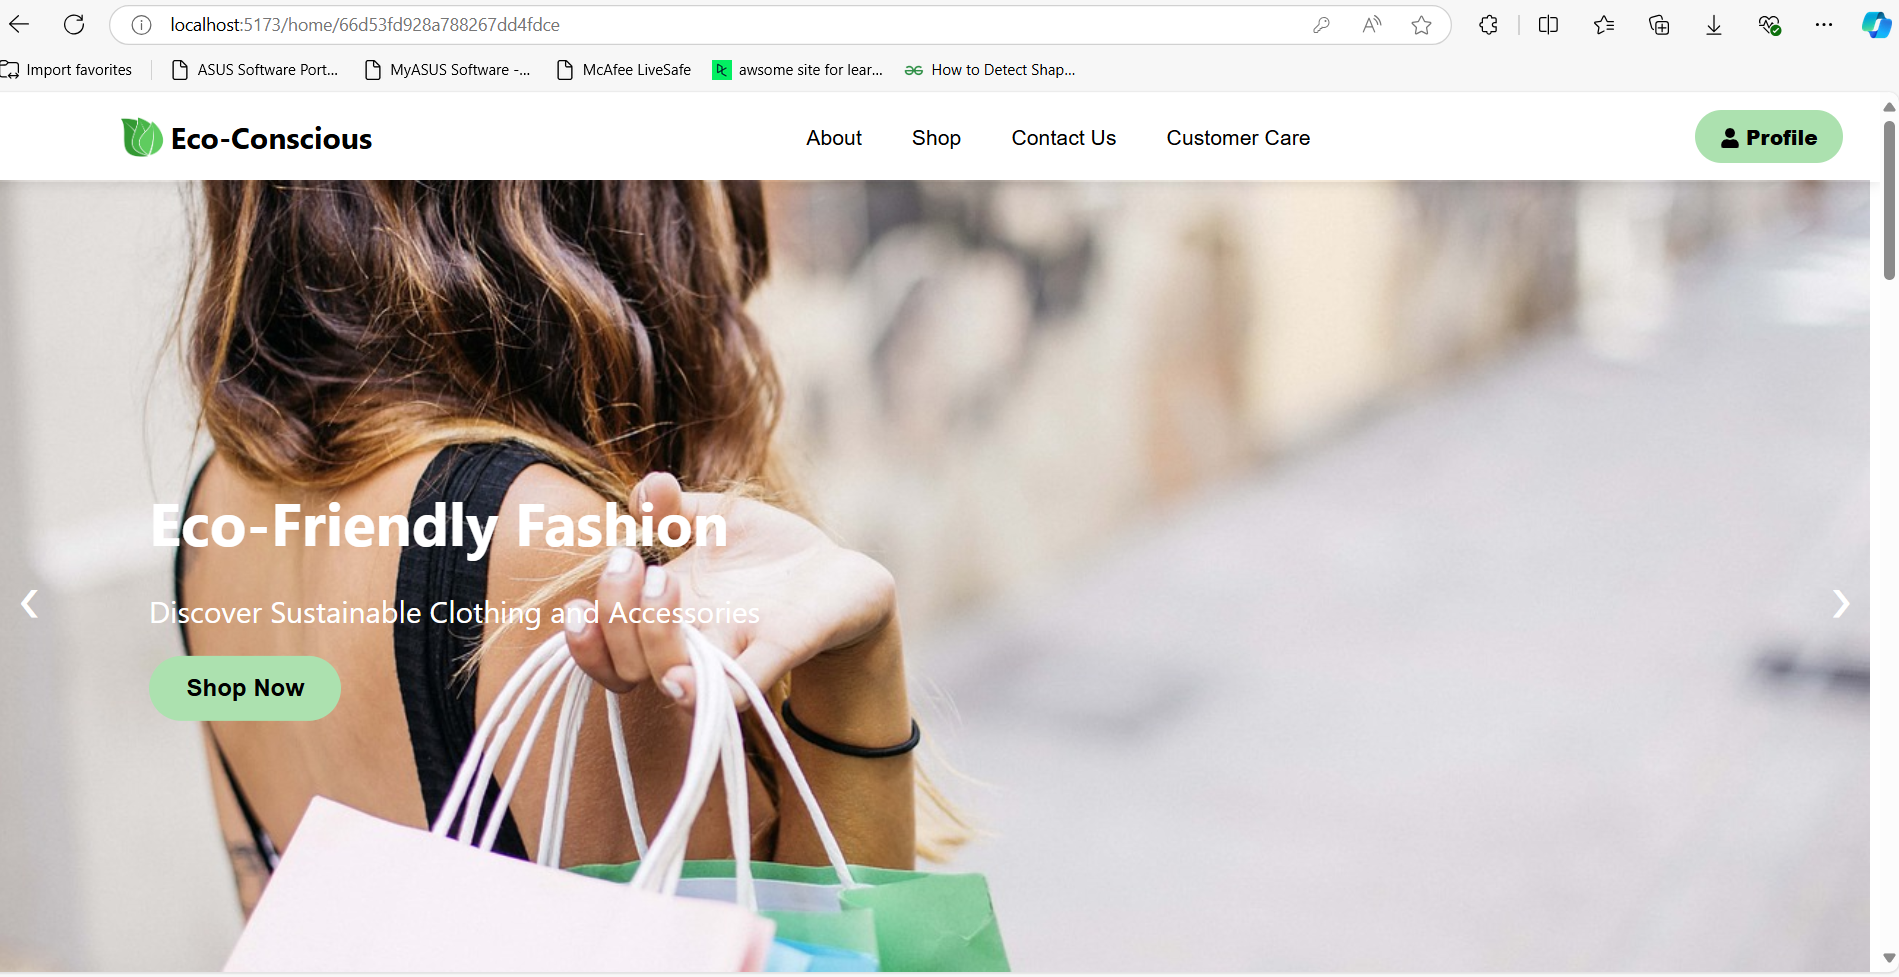 localhost:5173/home/66d53fd928a788267dd4fdce
Import favorites
ASUS Software Port...
MyASUS Software -...
McAfee LiveSafe
awsome site for lear...
How to Detect Shap...
Eco-Conscious
About
Shop
Contact Us
Customer Care
Profile
Eco-Friendly Fashion
Discover Sustainable Clothing and Accessories
Shop Now